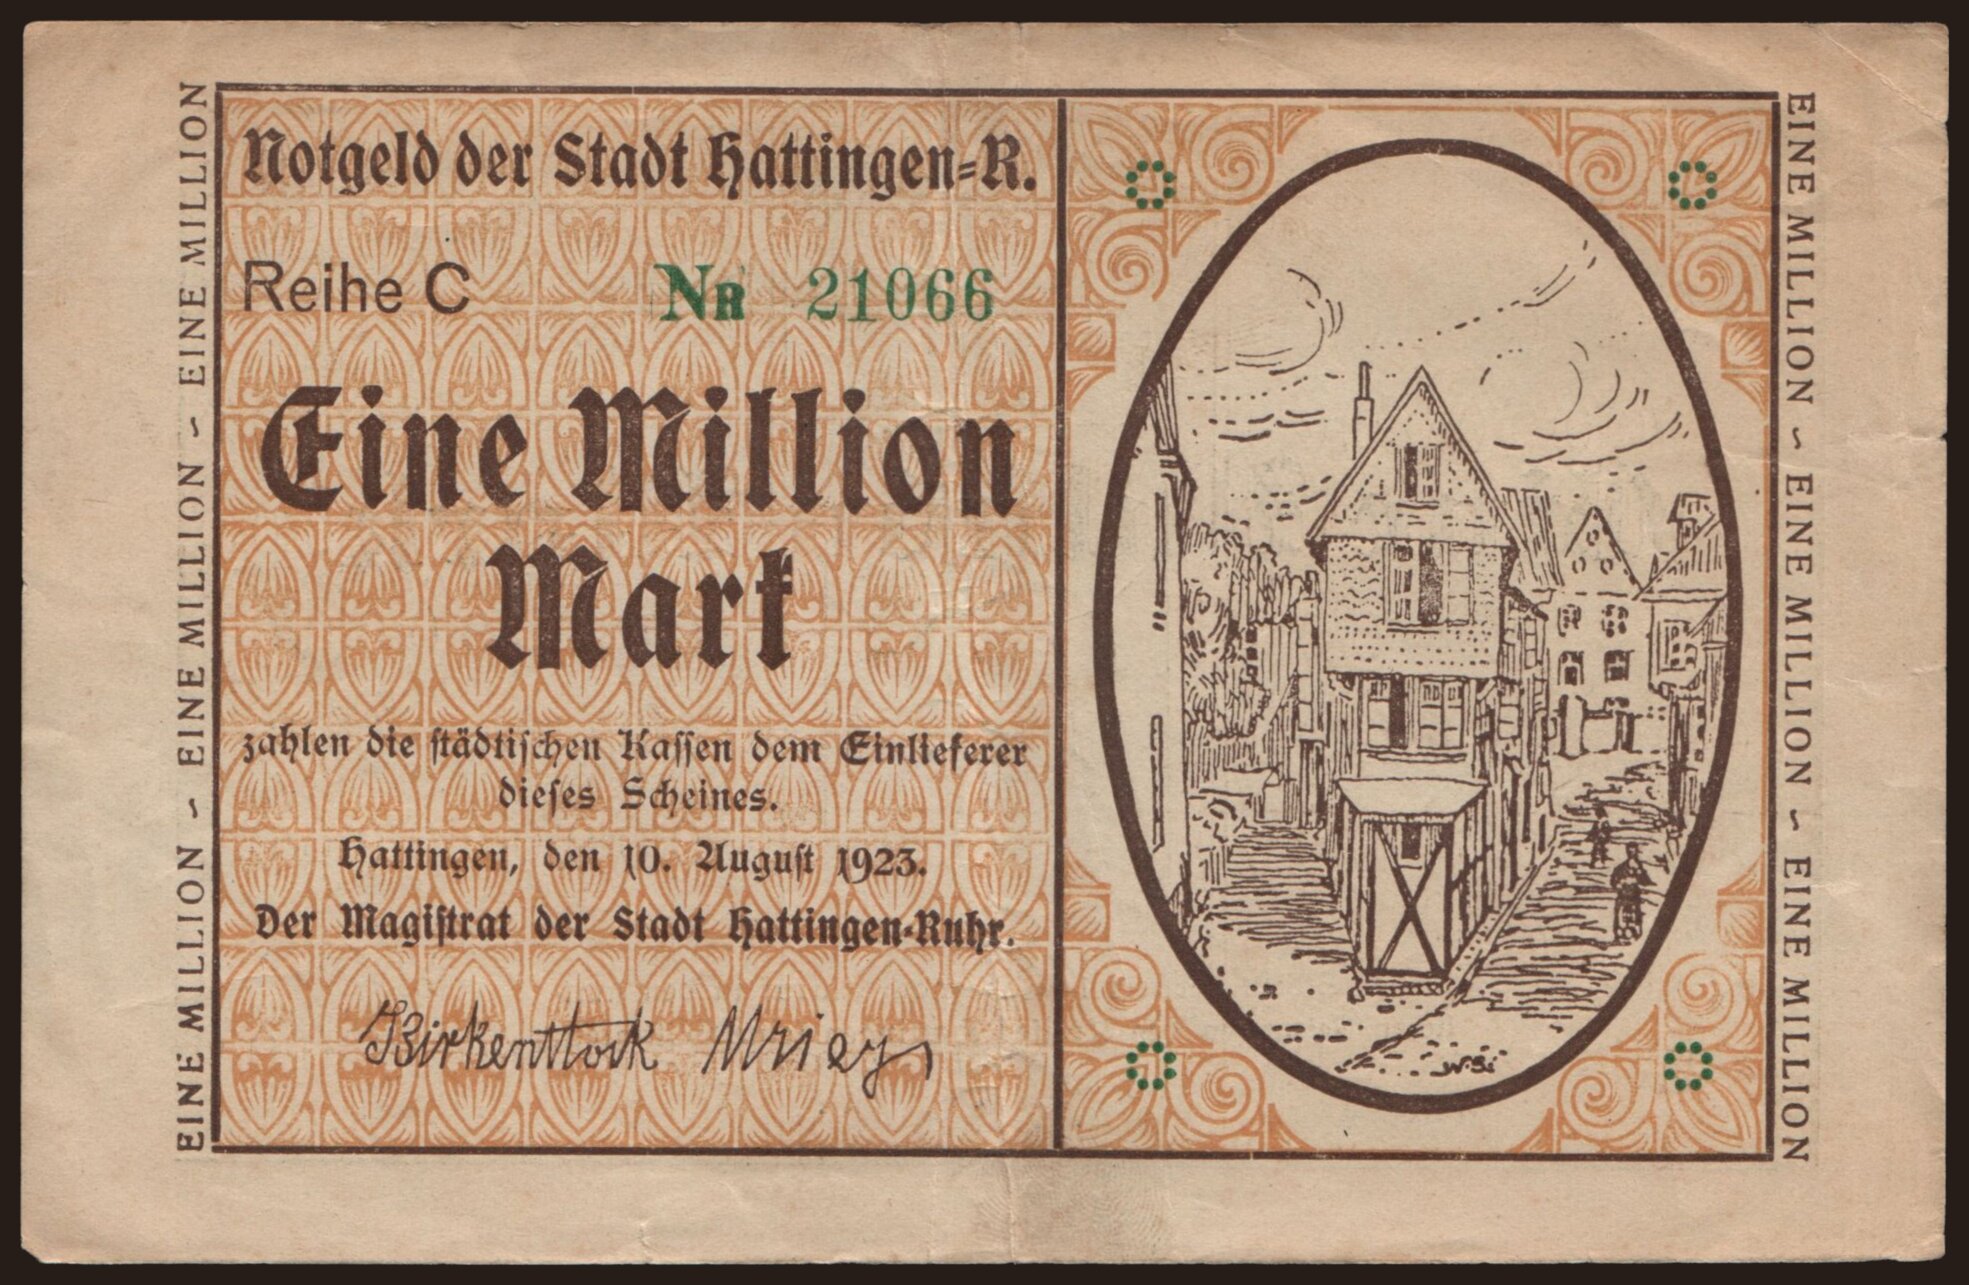 Notgeld der Stadt Hattingen=R.
Reihe C NR 21066
Eine Million
Mark
zahlen die städtischen Kassen dem Einlieferer
dieses Scheines.
Hattingen, den 10. August 1923.
Der Magistrat der Stadt Hattingen-Ruhr.
Birkenstock
EINE MILLION ~ EINE MILLION ~ EINE MILLION
EINE MILLION ~ EINE MILLION ~ EINE MILLION